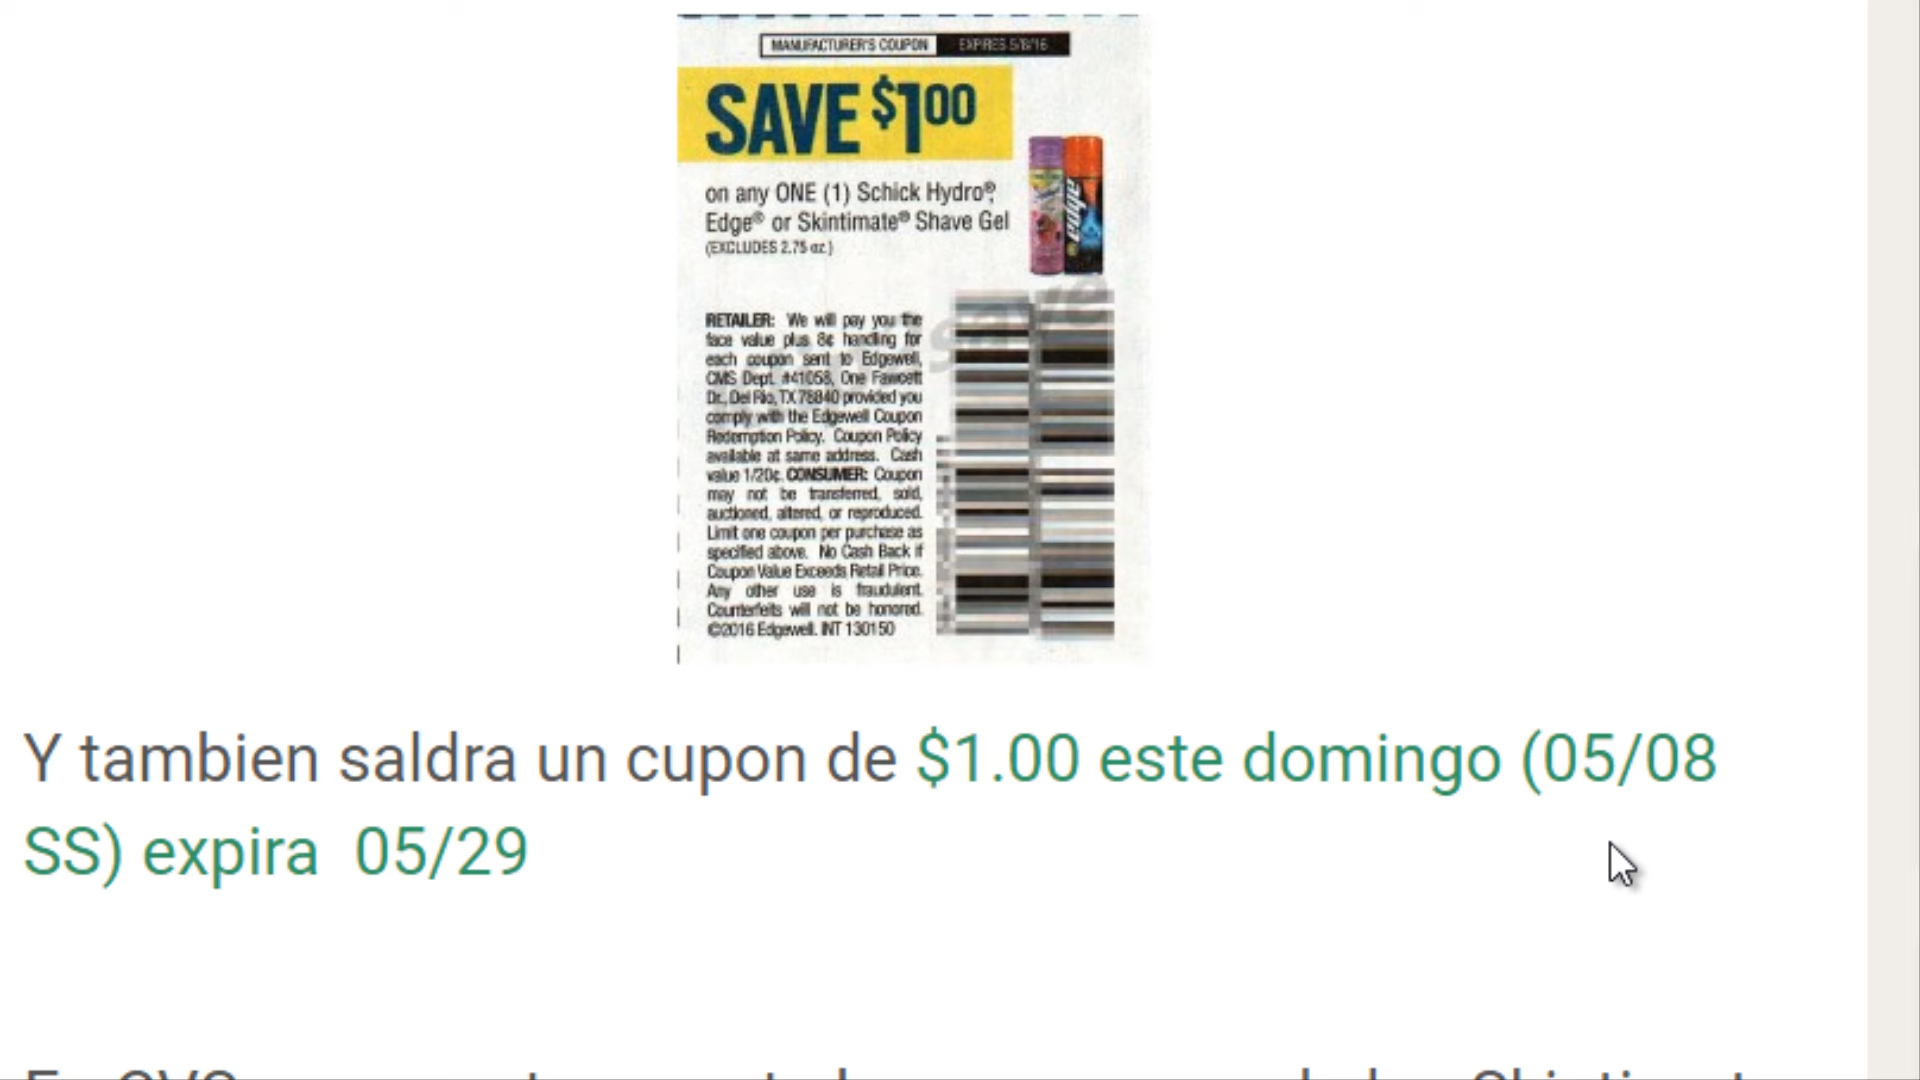 MANUFACTURER'S COUPON EXPIRES 5/8/16
SAVE $1.00
on any ONE (1) Schick Hydro®,
Edge® or Skintimate® Shave Gel
(EXCLUDES 2.75 oz.)
edge
RETAILER: We will pay you the
face value plus 8¢ handling for
each coupon sent to Edgewell,
CMS Dept. #41058, One Fawcett
Dr., Del Rio, TX 78840 provided you
comply with the Edgewell Coupon
Redemption Policy. Coupon Policy
available at same address. Cash
value 1/20¢. CONSUMER: Coupon
may not be transferred, sold,
auctioned, altered, or reproduced.
Limit one coupon per purchase as
specified above. No Cash Back if
Coupon Value Exceeds Retail Price.
Any other use is fraudulent.
Counterfeits will not be honored.
©2016 Edgewell. INT 130150
Y tambien saldra un cupon de $1.00 este domingo (05/08
SS) expira 05/29